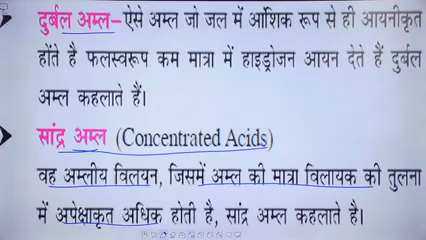 दुर्बल अम्ल– ऐसे अम्ल जो जल में आंशिक रूप से ही आयनीकृत
होंते है फलस्वरूप कम मात्रा में हाइड्रोजन आयन देते हैं दुर्बल
अम्ल कहलाते हैं।
सांद्र अम्ल (Concentrated Acids)
वह अम्लीय विलयन, जिसमें अम्ल की मात्रा विलायक की तुलना
में अपेक्षाकृत अधिक होती है, सांद्र अम्ल कहलाता है।